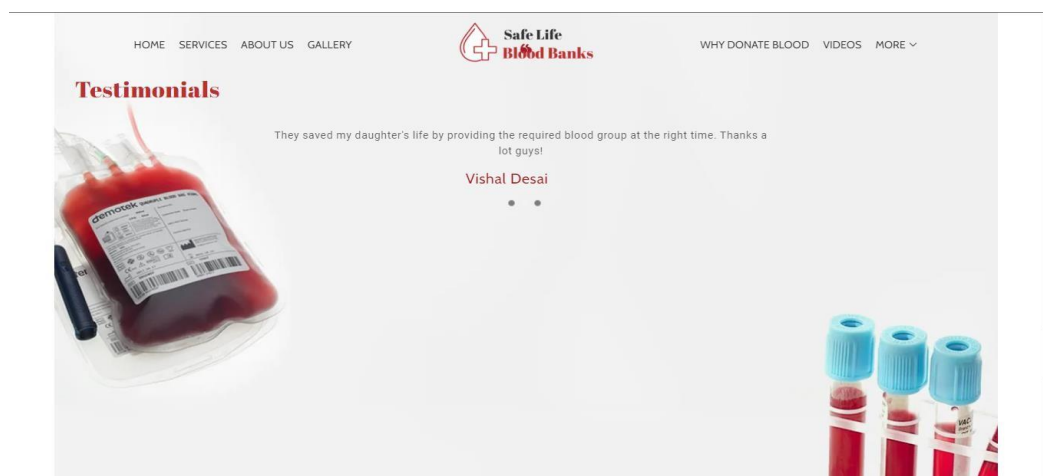 HOME SERVICES ABOUT US GALLERY
Safe Life
Blood Banks
WHY DONATE BLOOD VIDEOS MORE
Testimonials
They saved my daughter's life by providing the required blood group at the right time. Thanks a
lot guys!
Vishal Desai
demotek